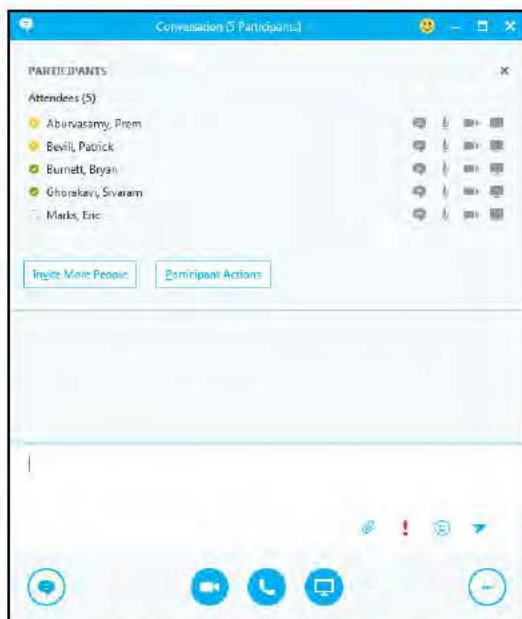 Conversation (5 Participants)
PARTICIPANTS
Attendees (5)
Aburvasamy, Prem
Bevill, Patrick
Burnett, Bryan
Ghorakavi, Sivaram
Marks, Eric
Invite More People
Participant Actions